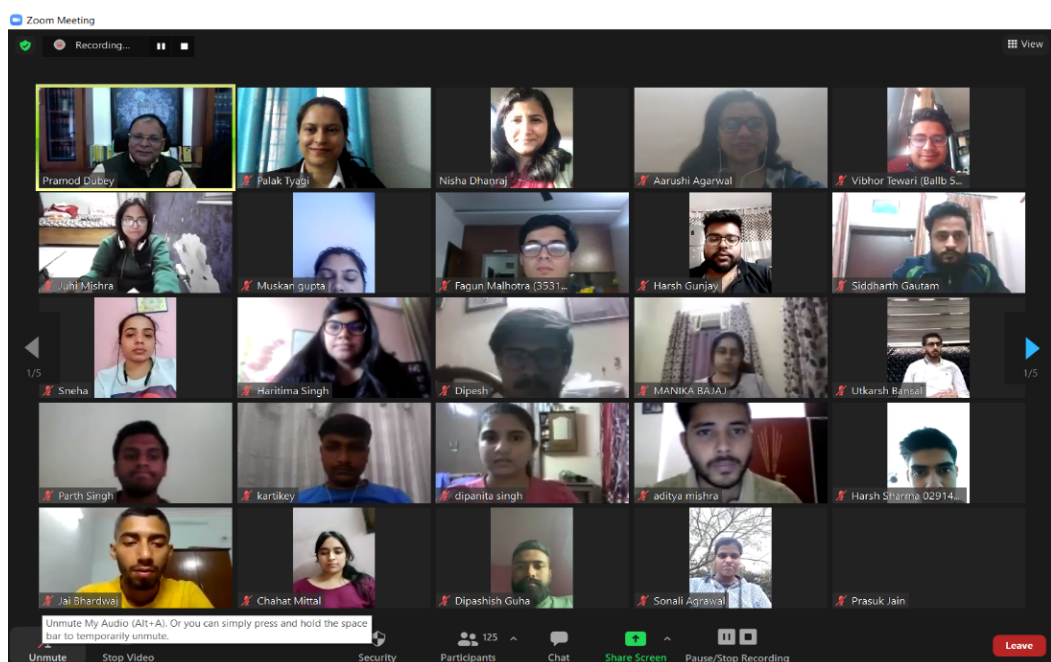 Zoom Meeting
Recording...
View
Pramod Dubey
Palak Tyagi
Nisha Dhanraj
Aarushi Agarwal
Vibhor Tewari (Ballb 5...
Juhi Mishra
Muskan gupta
Fagun Malhotra (3531...
Harsh Gunjay
Siddharth Gautam
1/5
1/5
Sneha
Haritima Singh
Dipesh
MANIKA BAJAJ
Utkarsh Bansal
Parth Singh
kartikey
dipanita singh
aditya mishra
Harsh Sharma 02914...
Jai Bhardwaj
Chahat Mittal
Dipashish Guha
Sonali Agrawal
Prasuk Jain
Unmute My Audio (Alt+A). Or you can simply press and hold the space
bar to temporarily unmute.
125
Unmute
Stop Video
Security
Participants
Chat
Share Screen
Pause/Stop Recording
Leave